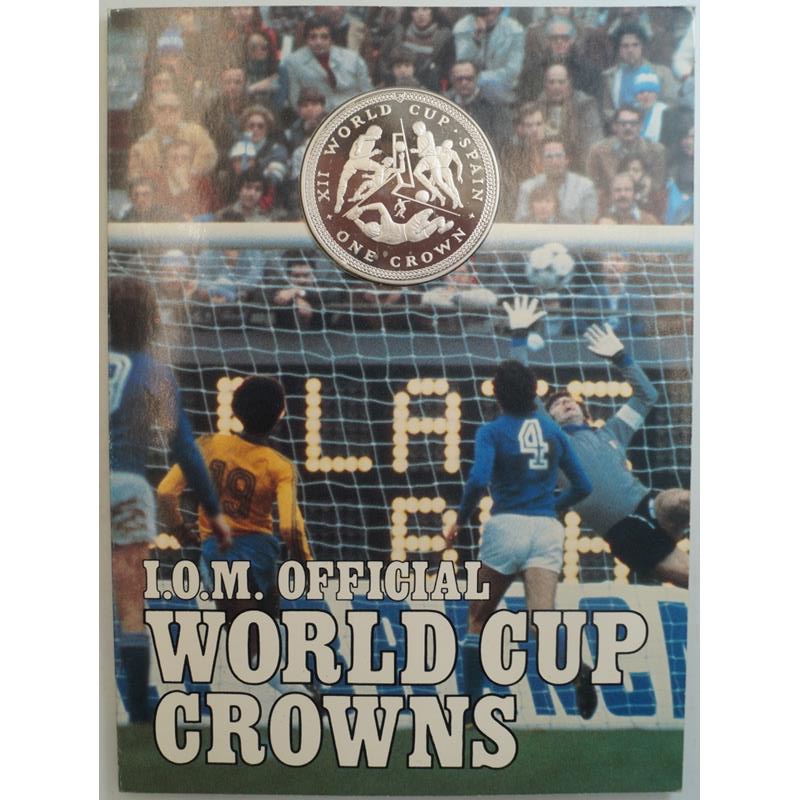 XII WORLD CUP · SPAIN
ONE CROWN
19
4
I.O.M. OFFICIAL
WORLD CUP
CROWNS